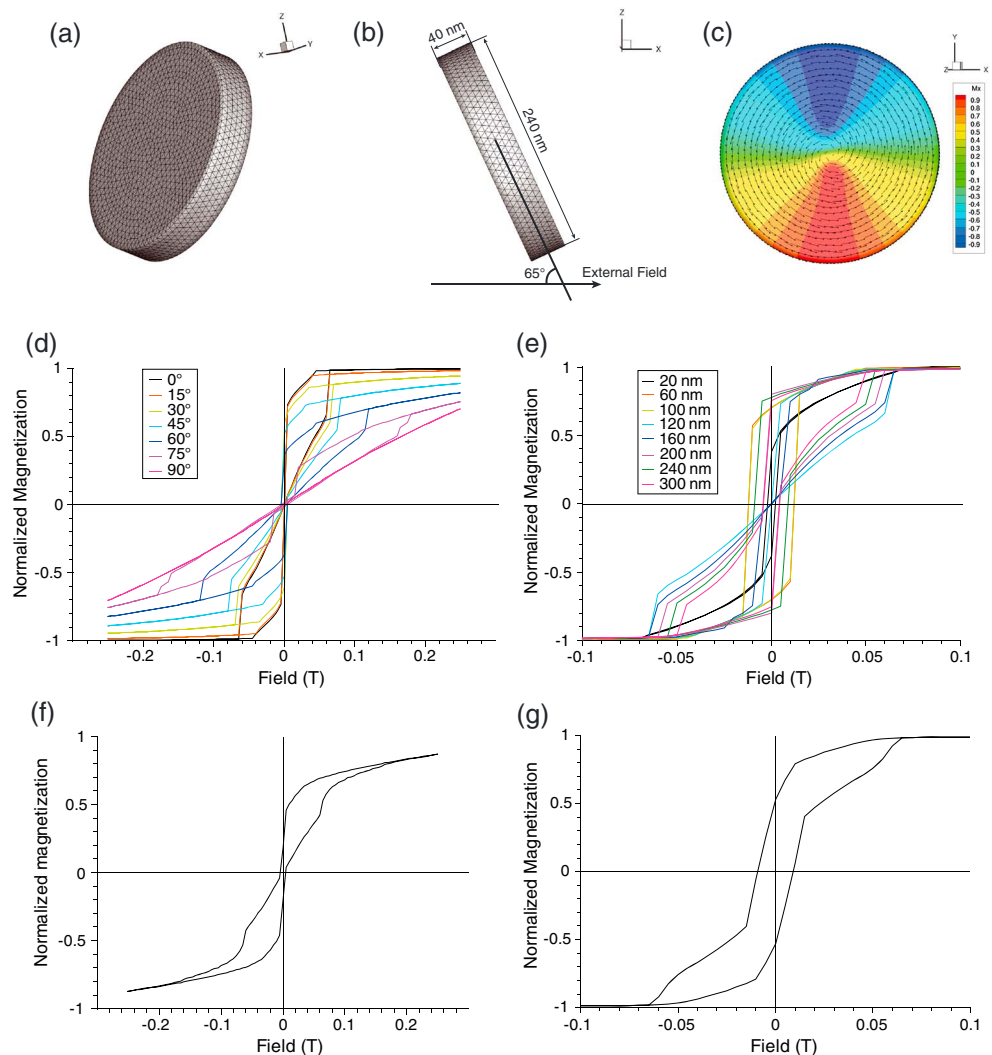 (a)
Z
X
Y
(b)
40 nm
240 nm
65°
External Field
Z
Y
X
(c)
Y
Z
X
Mx
0.9
0.8
0.7
0.6
0.5
0.4
0.3
0.2
0.1
0
-0.1
-0.2
-0.3
-0.4
-0.5
-0.6
-0.7
-0.8
-0.9
(d)
Normalized Magnetization
1
0.5
0
-0.5
-1
0°
15°
30°
45°
60°
75°
90°
-0.2
-0.1
0
0.1
0.2
Field (T)
(e)
Normalized Magnetization
1
0.5
0
-0.5
-1
20 nm
60 nm
100 nm
120 nm
160 nm
200 nm
240 nm
300 nm
-0.1
-0.05
0
0.05
0.1
Field (T)
(f)
Normalized magnetization
1
0.5
0
-0.5
-1
-0.2
-0.1
0
0.1
0.2
Field (T)
(g)
Normalized Magnetization
1
0.5
0
-0.5
-1
-0.1
-0.05
0
0.05
0.1
Field (T)